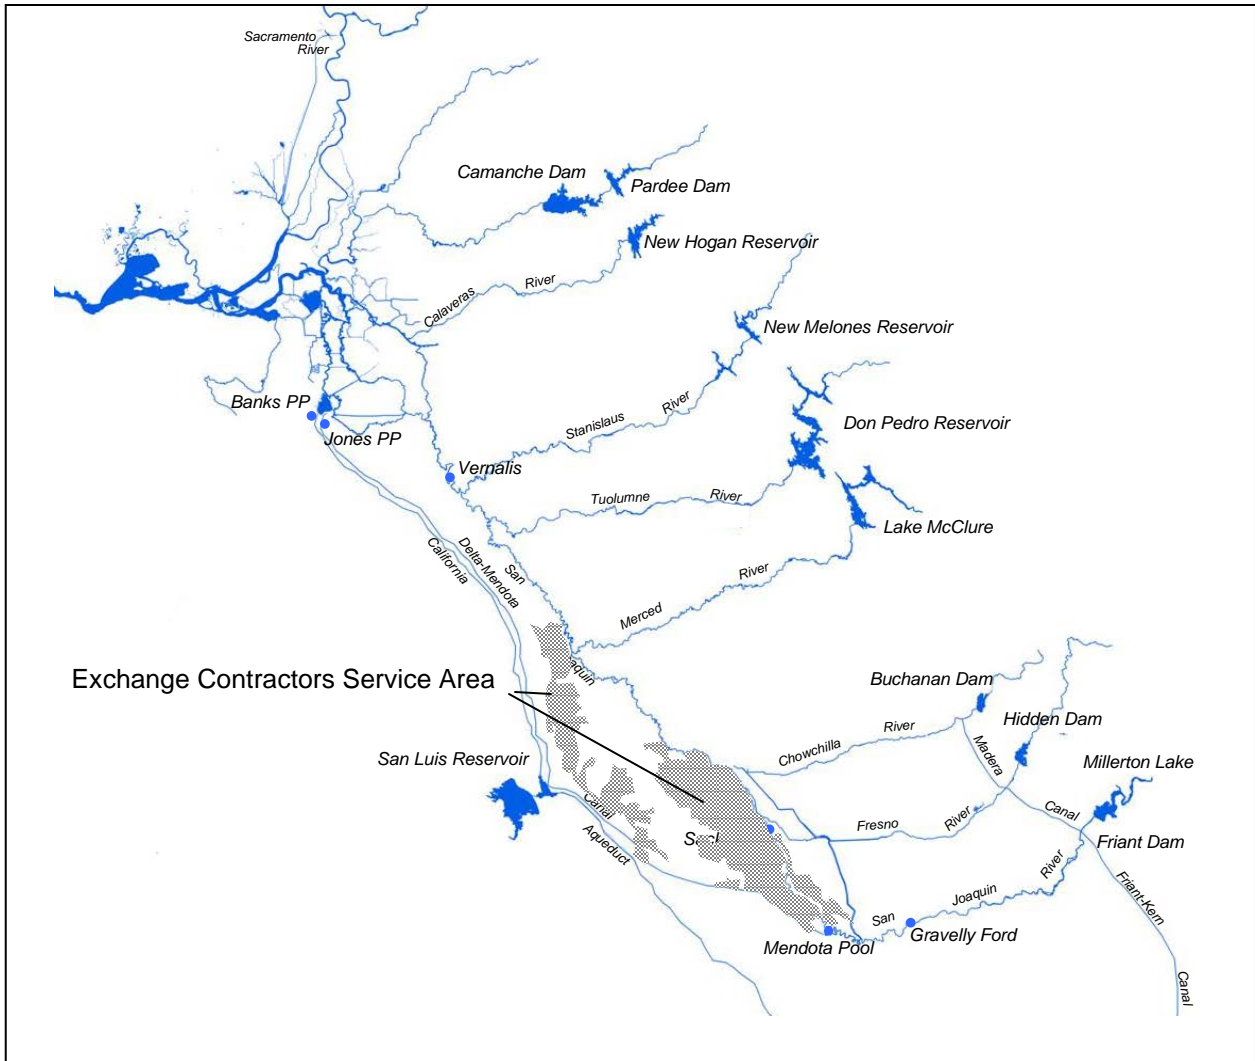 Sacramento
River
Camanche Dam
Pardee Dam
New Hogan Reservoir
Calaveras River
New Melones Reservoir
Banks PP
Jones PP
Stanislaus River
Don Pedro Reservoir
Vernalis
Tuolumne River
Lake McClure
California
Delta-Mendota
San
Merced River
Exchange Contractors Service Area
Buchanan Dam
Hidden Dam
Chowchilla River
Madera
San Luis Reservoir
Millerton Lake
Canal
Canal
Aqueduct
Fresno River
Friant Dam
Friant-Kern
San Joaquin River
Gravelly Ford
Mendota Pool
Canal